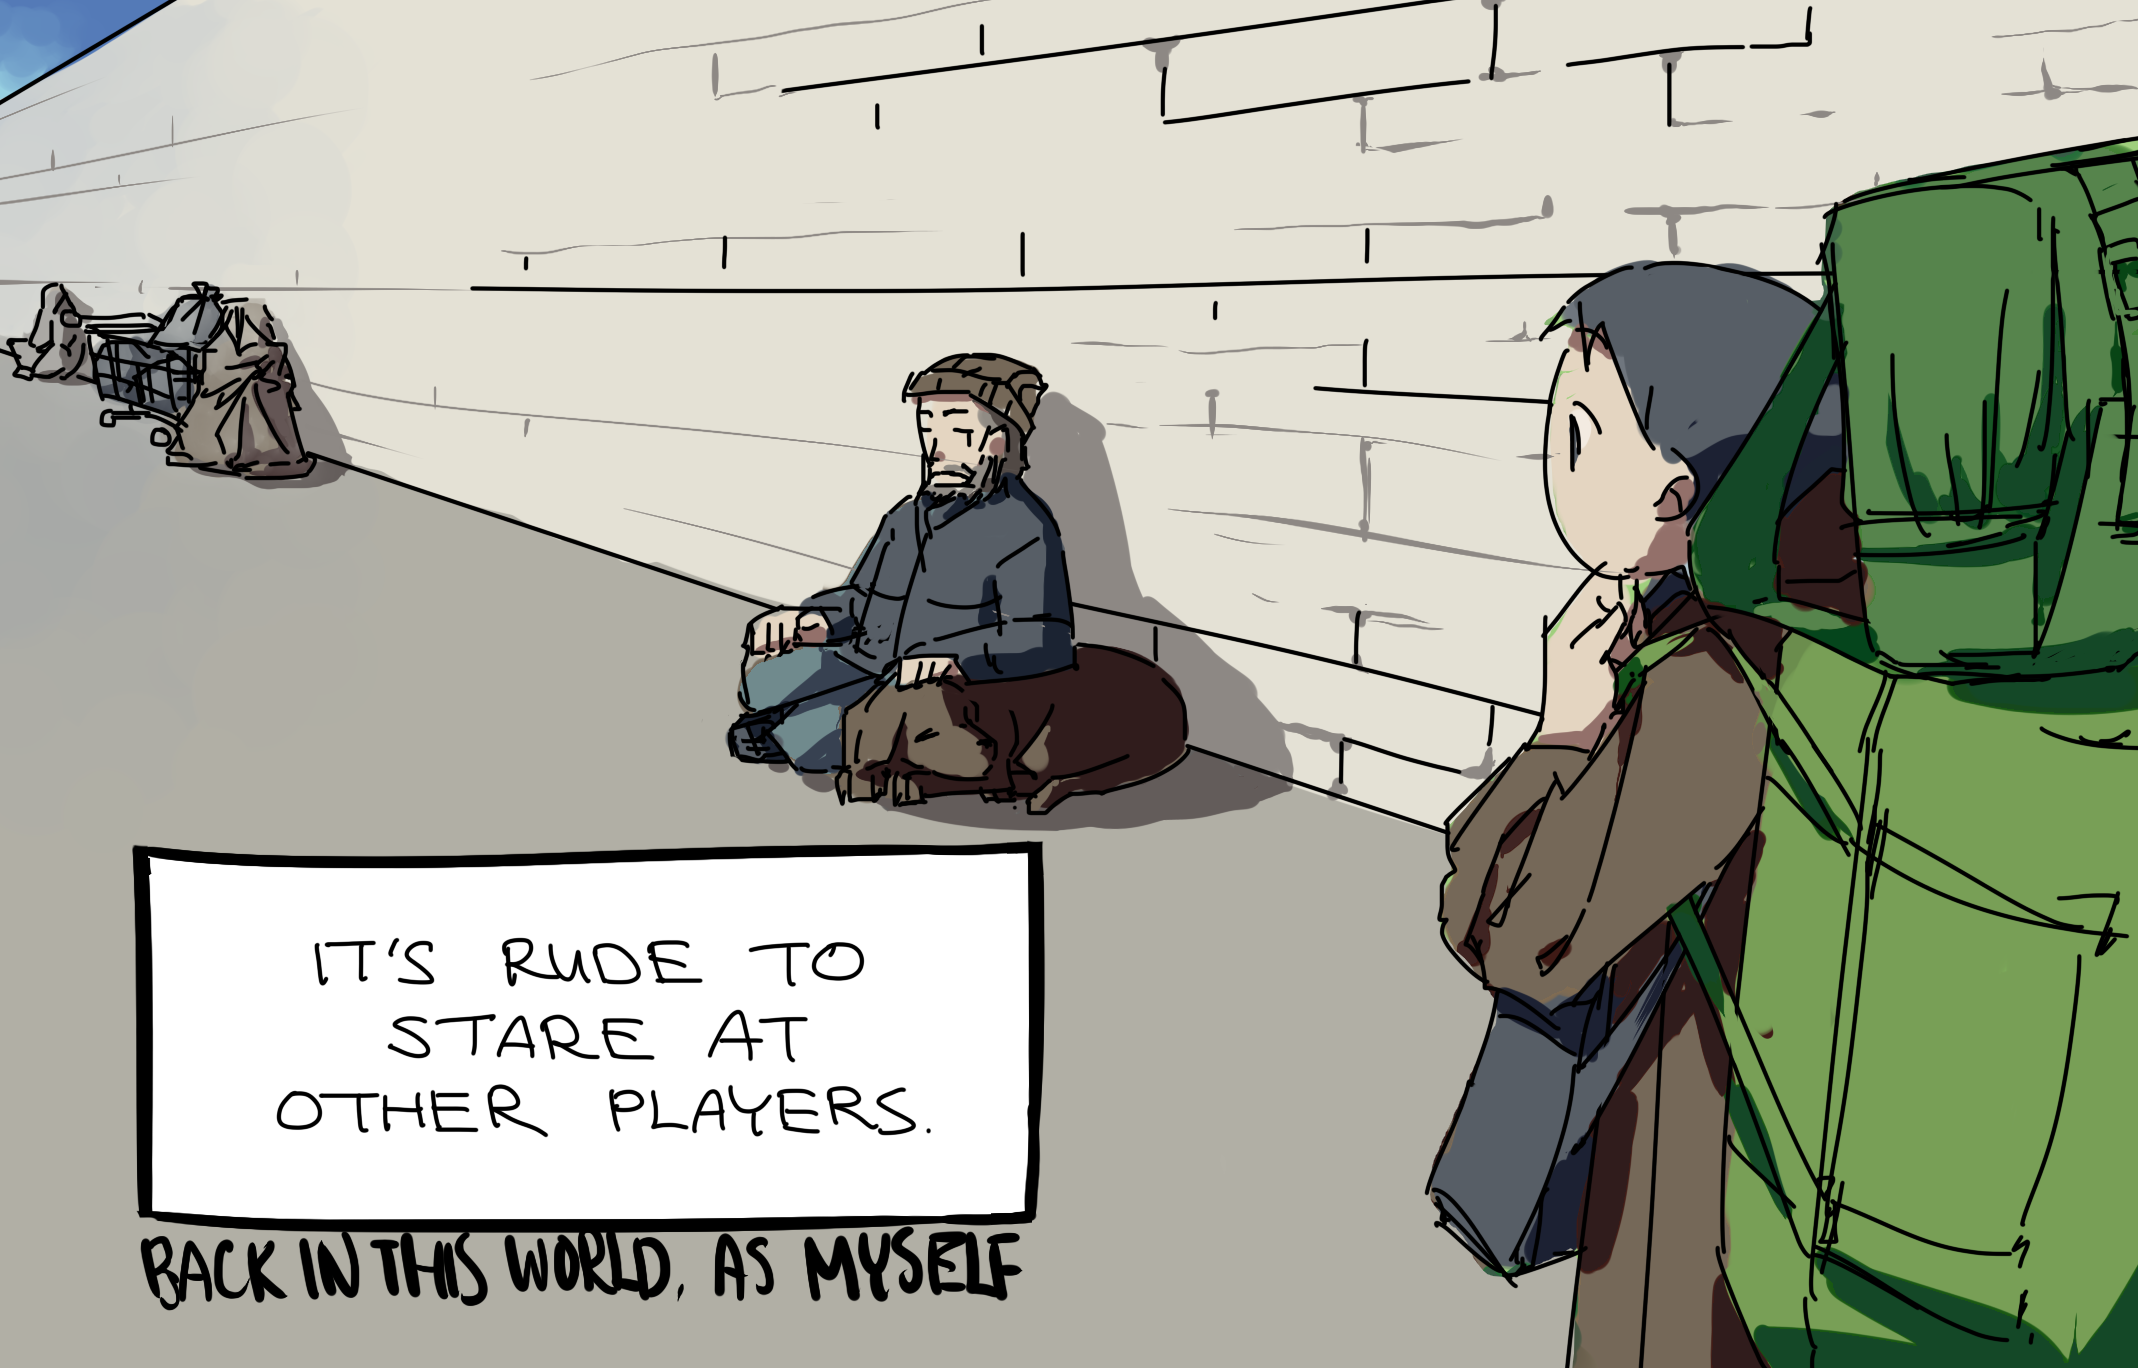 IT'S RUDE TO
STARE AT
OTHER PLAYERS.
BACK IN THIS WORLD, AS MYSELF